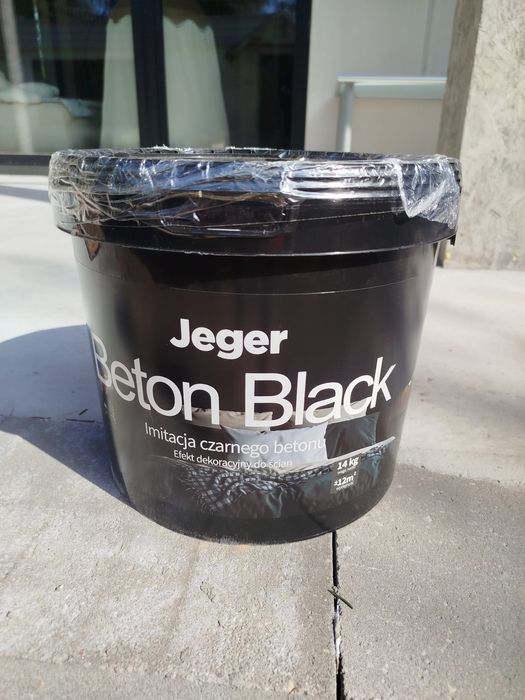 Jeger
Beton Black
Imitacja czarnego betonu
Efekt dekoracyjny do ścian
14 kg
±12m²